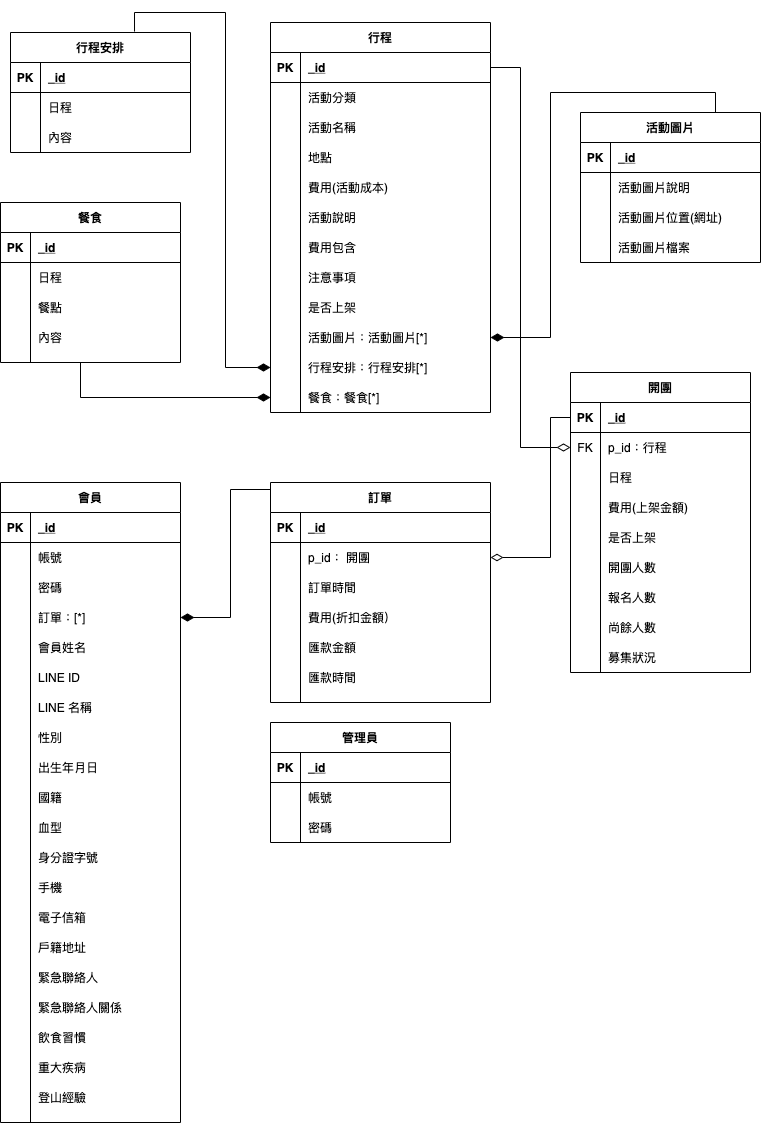 行程安排
PK _id
日程
內容
餐食
PK _id
日程
餐點
內容
行程
PK _id
活動分類
活動名稱
地點
費用(活動成本)
活動說明
費用包含
注意事項
是否上架
活動圖片：活動圖片[*]
行程安排：行程安排[*]
餐食：餐食[*]
活動圖片
PK _id
活動圖片說明
活動圖片位置(網址)
活動圖片檔案
開團
PK _id
FK p_id：行程
日程
費用(上架金額)
是否上架
開團人數
報名人數
尚餘人數
募集狀況
會員
PK _id
帳號
密碼
訂單：[*]
會員姓名
LINE ID
LINE 名稱
性別
出生年月日
國籍
血型
身分證字號
手機
電子信箱
戶籍地址
緊急聯絡人
緊急聯絡人關係
飲食習慣
重大疾病
登山經驗
訂單
PK _id
p_id： 開團
訂單時間
費用(折扣金額）
匯款金額
匯款時間
管理員
PK _id
帳號
密碼